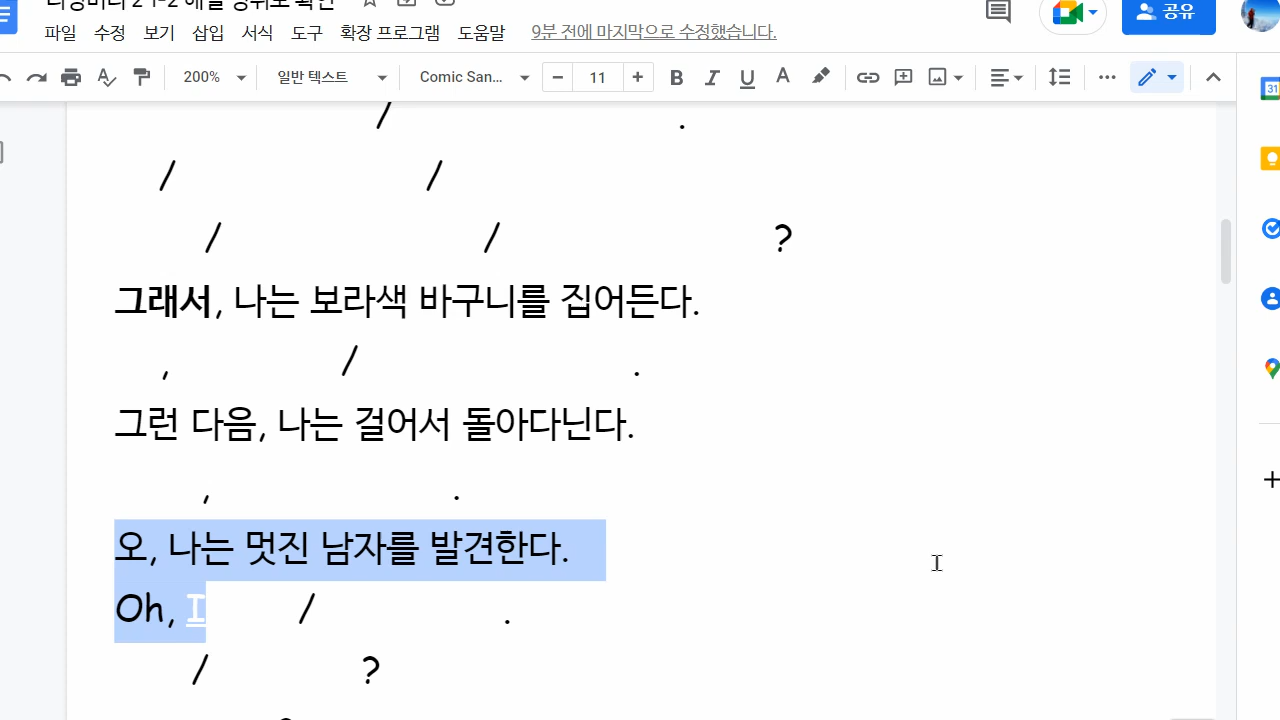 파일 수정 보기 삽입 서식 도구 확장 프로그램 도움말 9분 전에 마지막으로 수정했습니다. 공유
200% 일반 텍스트 Comic San... − 11 + B I U A
/ .
/ /
/ / ?
그래서, 나는 보라색 바구니를 집어든다.
, / .
그런 다음, 나는 걸어서 돌아다닌다.
, .
오, 나는 멋진 남자를 발견한다.
Oh, I / .
/ ?
31